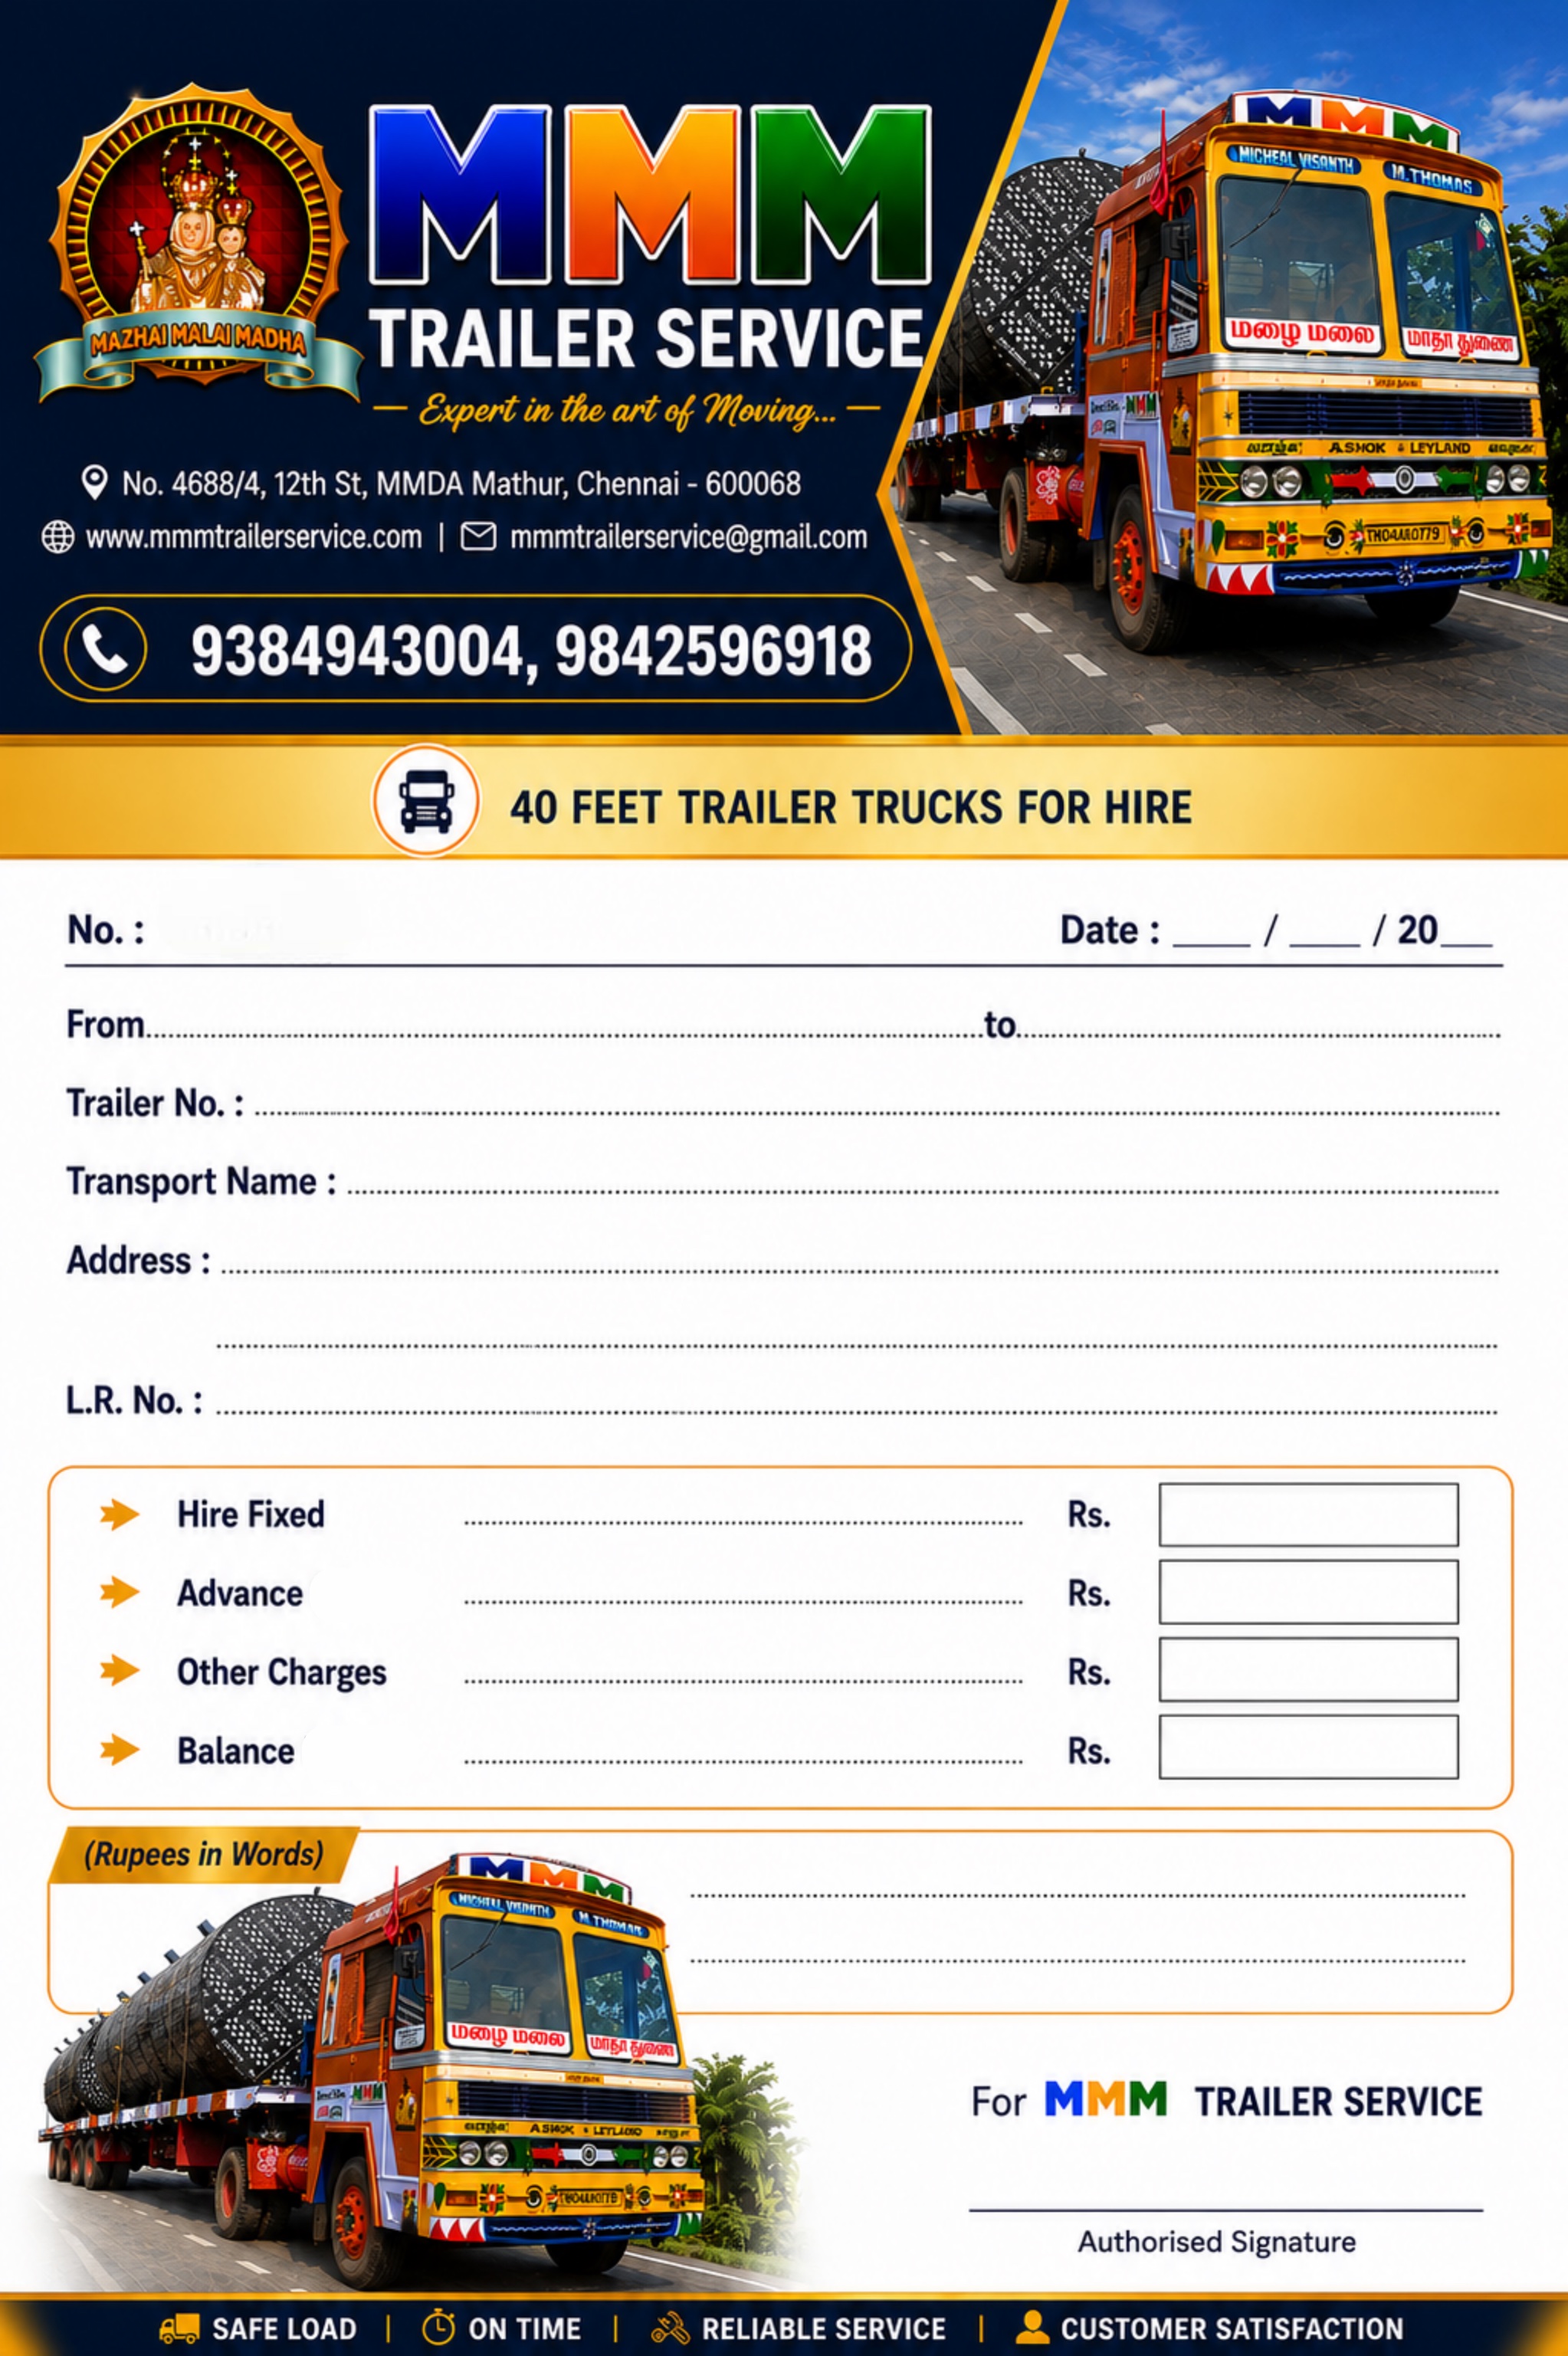 MMM
TRAILER SERVICE
Expert in the art of Moving...
MAZHAI MALAI MADHA
No. 4688/4, 12th St, MMDA Mathur, Chennai - 600068
www.mmmtrailerservice.com | mmmtrailerservice@gmail.com
9384943004, 9842596918
MMM
MICHEAL VISANTH M.THOMAS
மழை மலை மாதா துணை
MMM
ASHOK LEYLAND
40 FEET TRAILER TRUCKS FOR HIRE
No. :
Date : ____ / ____ / 20___
From to
Trailer No. :
Transport Name :
Address :
L.R. No. :
Hire Fixed Rs.
Advance Rs.
Other Charges Rs.
Balance Rs.
(Rupees in Words)
MMM
மழை மலை மாதா துணை
MMM
ASHOK LEYLAND
For MMM TRAILER SERVICE
Authorised Signature
SAFE LOAD | ON TIME | RELIABLE SERVICE | CUSTOMER SATISFACTION